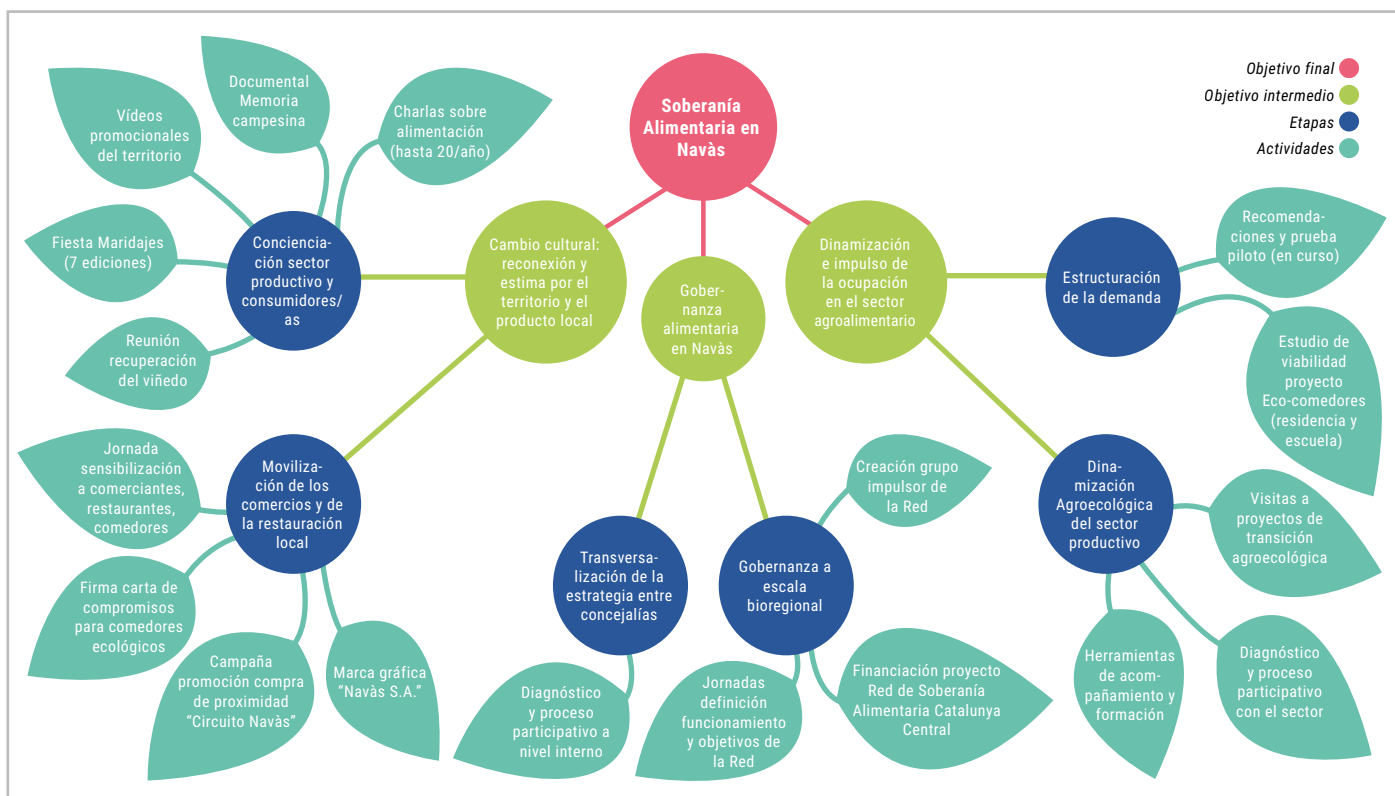 Soberanía
Alimentaria en
Navàs
Objetivo final
Objetivo intermedio
Etapas
Actividades
Vídeos
promocionales
del territorio
Documental
Memoria
campesina
Charlas sobre
alimentación
(hasta 20/año)
Fiesta Maridajes
(7 ediciones)
Conciencia-
ción sector
productivo y
consumidores/
as
Reunión
recuperación
del viñedo
Cambio cultural:
reconexión y
estima por el
territorio y el
producto local
Gober-
nanza
alimentaria
en Navàs
Dinamización
e impulso de
la ocupación
en el sector
agroalimentario
Estructuración
de la demanda
Recomenda-
ciones y prueba
piloto (en curso)
Estudio de
viabilidad
proyecto
Eco-comedores
(residencia y
escuela)
Jornada
sensibilización
a comerciantes,
restaurantes,
comedores
Moviliza-
ción de los
comercios y de
la restauración
local
Firma carta de
compromisos
para comedores
ecológicos
Campaña
promoción compra
de proximidad
“Circuito Navàs”
Marca gráfica
“Navàs S.A.”
Transversa-
lización de la
estrategia entre
concejalías
Diagnóstico
y proceso
participativo a
nivel interno
Gobernanza a
escala
bioregional
Creación grupo
impulsor de
la Red
Jornadas
definición
funcionamiento
y objetivos de
la Red
Financiación proyecto
Red de Soberanía
Alimentaria Catalunya
Central
Dina-
mización
Agroecológica
del sector
productivo
Visitas a
proyectos de
transición
agroecológica
Herramientas
de acom-
pañamiento y
formación
Diagnóstico
y proceso
participativo
con el sector